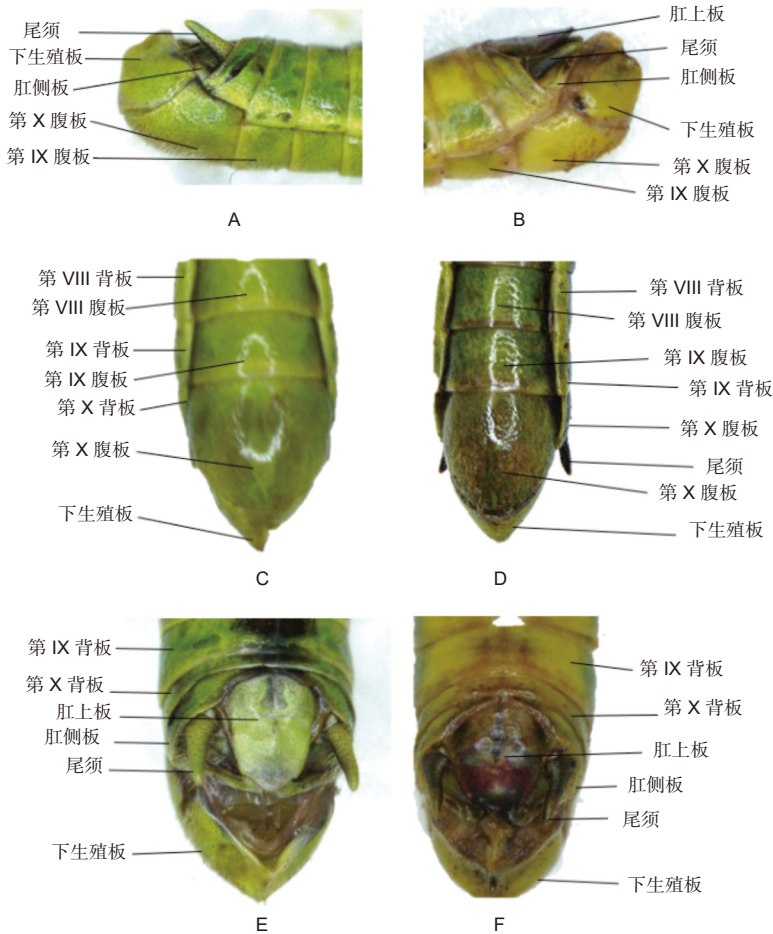 尾须
下生殖板
肛侧板
第 X 腹板
第 IX 腹板
A
肛上板
尾须
肛侧板
下生殖板
第 X 腹板
第 IX 腹板
B
第 VIII 背板
第 VIII 腹板
第 IX 背板
第 IX 腹板
第 X 背板
第 X 腹板
下生殖板
C
第 VIII 背板
第 VIII 腹板
第 IX 腹板
第 IX 背板
第 X 腹板
尾须
第 X 腹板
下生殖板
D
第 IX 背板
第 X 背板
肛上板
肛侧板
尾须
下生殖板
E
第 IX 背板
第 X 背板
肛上板
肛侧板
尾须
下生殖板
F